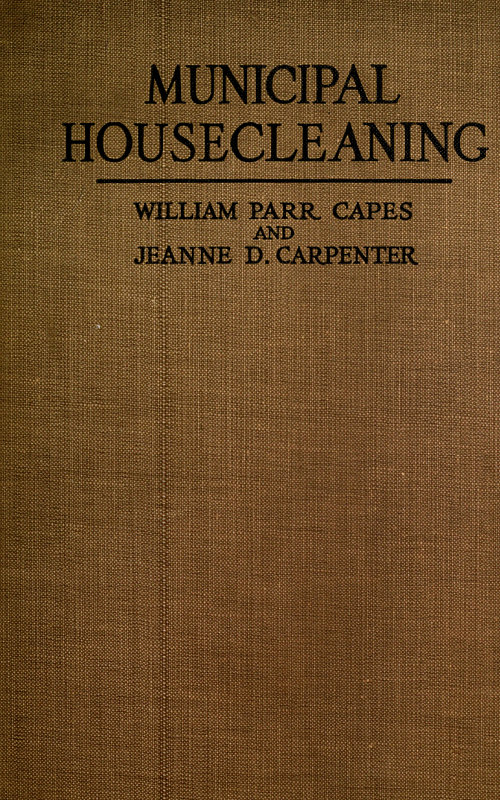 MUNICIPAL
HOUSECLEANING
WILLIAM PARR CAPES
AND
JEANNE D. CARPENTER